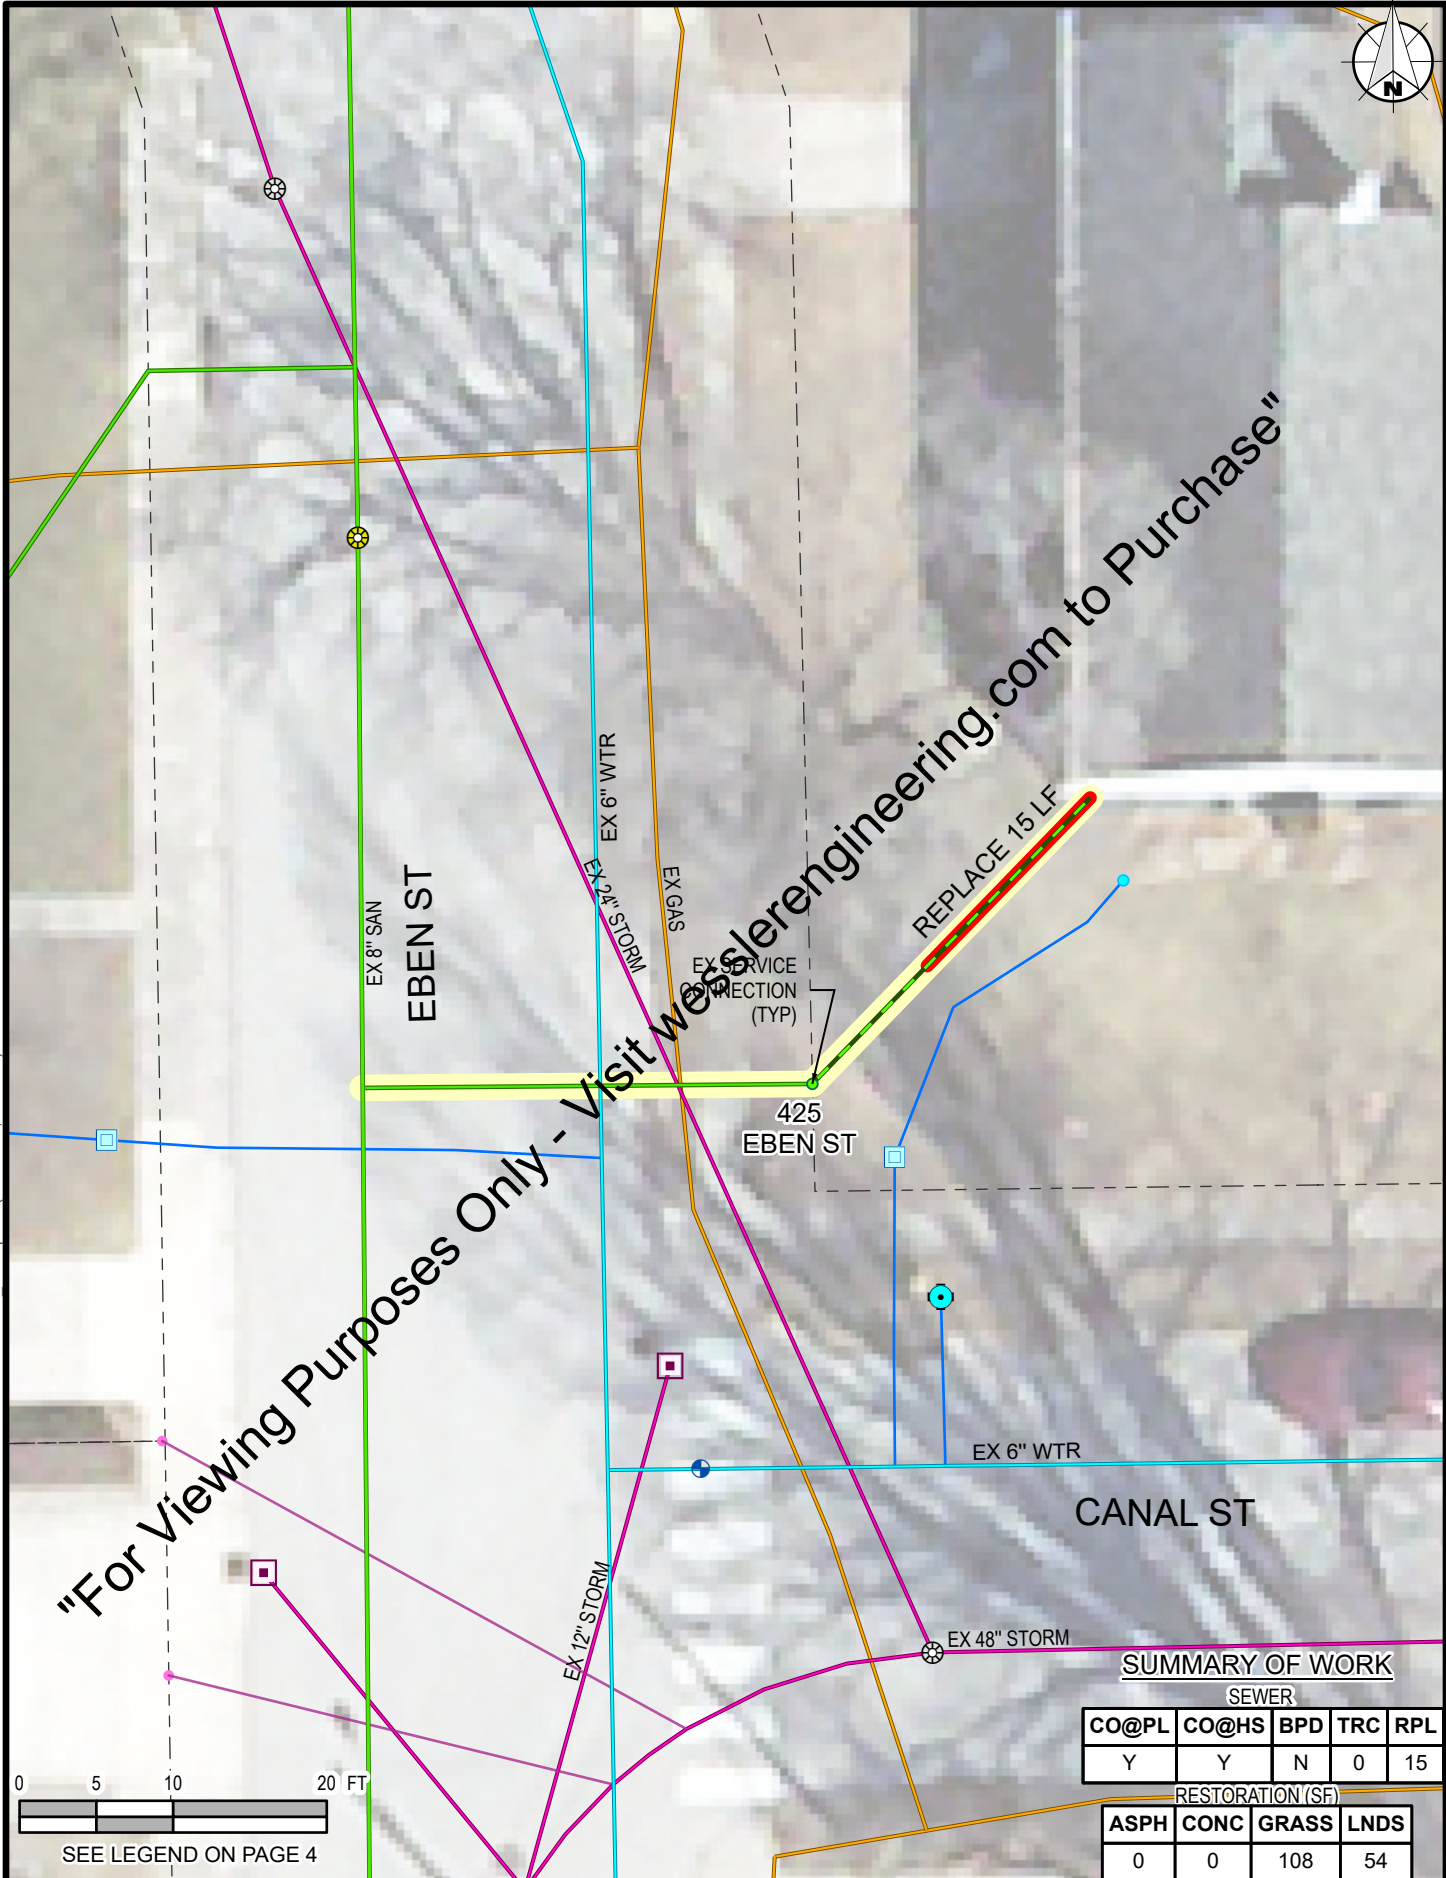 N
"For Viewing Purposes Only - Visit wesslerengineering.com to Purchase"
EX 6" WTR
EX 24" STORM
EX GAS
EX 8" SAN
EBEN ST
REPLACE 15 LF
EX SERVICE
CONNECTION
(TYP)
425
EBEN ST
EX 6" WTR
CANAL ST
EX 12" STORM
EX 48" STORM
SUMMARY OF WORK
SEWER
CO@PL CO@HS BPD TRC RPL
Y Y N 0 15
RESTORATION (SF)
ASPH CONC GRASS LNDS
0 0 108 54
0 5 10 20 FT
SEE LEGEND ON PAGE 4